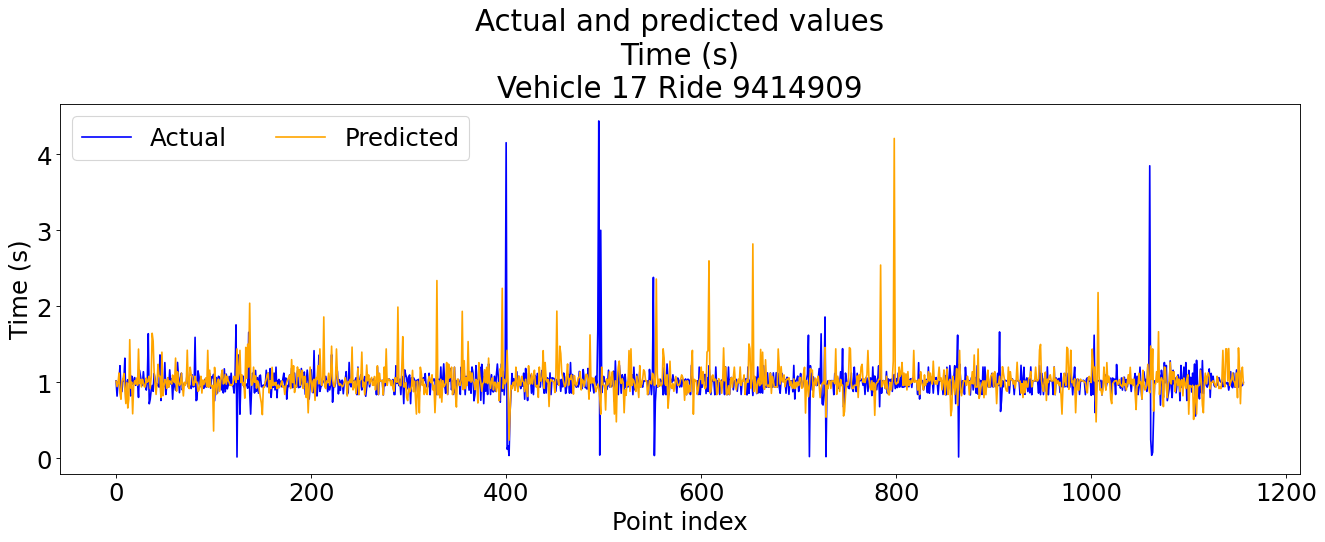 Actual and predicted values
Time (s)
Vehicle 17 Ride 9414909
Actual
Predicted
Time (s)
4
3
2
1
0
0
200
400
600
800
1000
1200
Point index